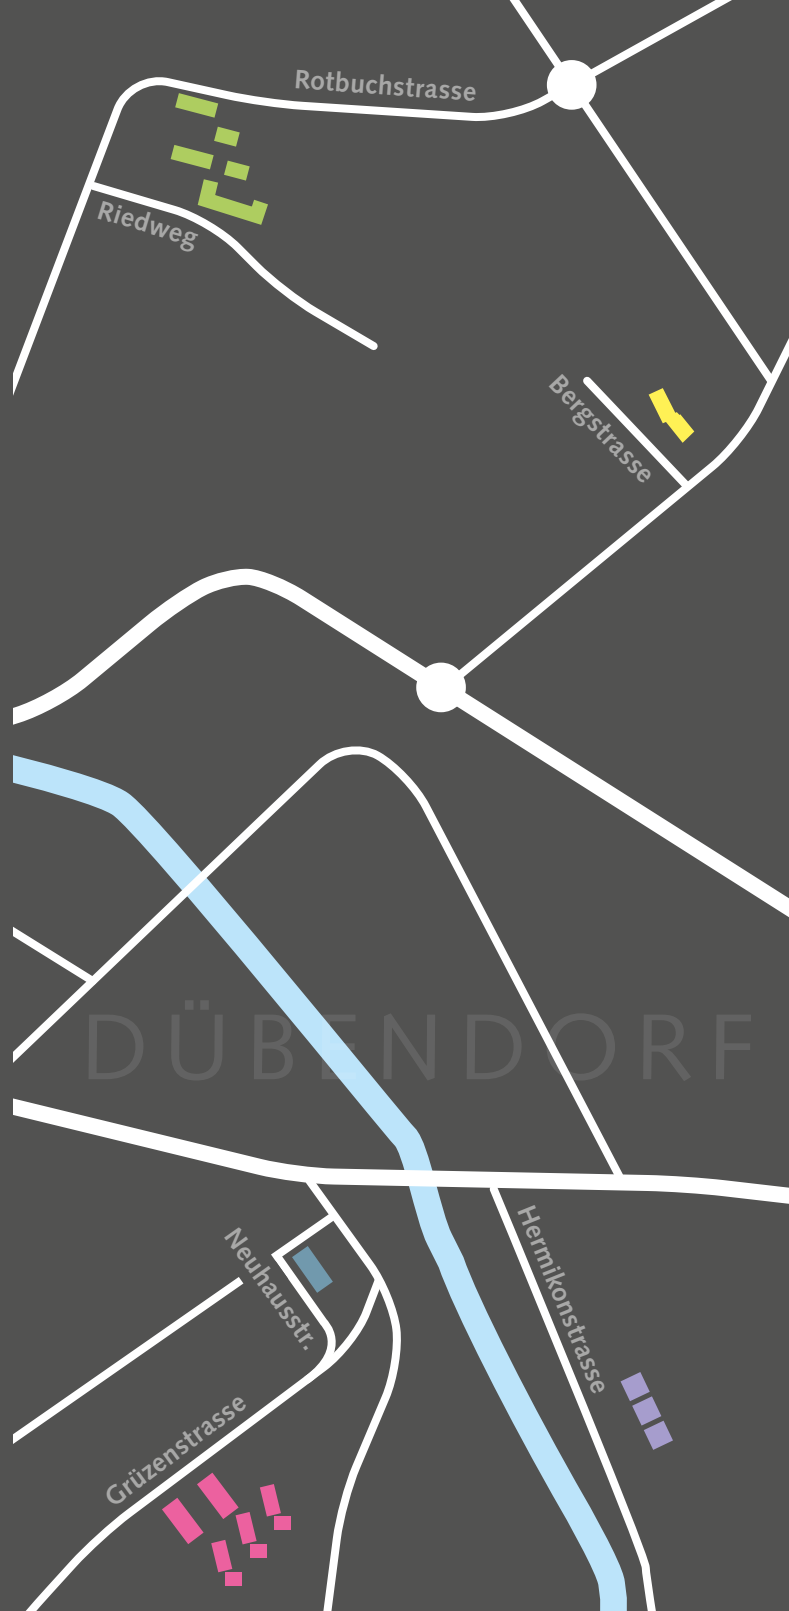 Rotbuchstrasse
Riedweg
Bergstrasse
DÜBENDORF
Hermikonstrasse
Neuhausstr.
Grüzenstrasse